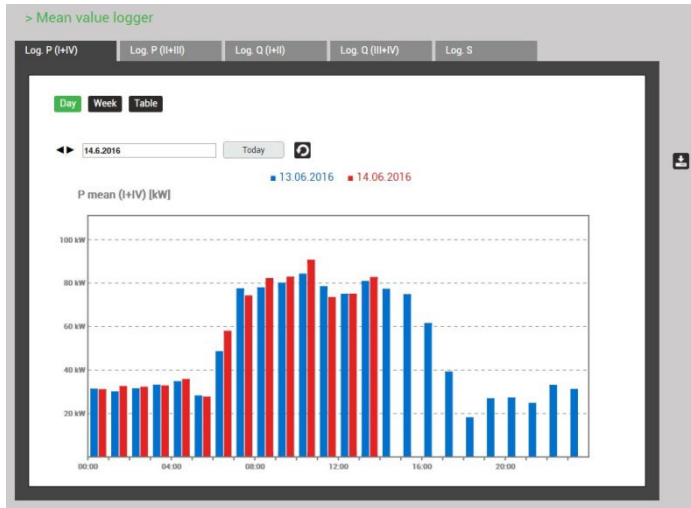 > Mean value logger
Log. P (I+IV) Log. P (II+III) Log. Q (I+II) Log. Q (III+IV) Log. S
Day Week Table
14.6.2016 Today
13.06.2016 14.06.2016
P mean (I+IV) [kW]
100 kW
80 kW
60 kW
40 kW
20 kW
00:00 04:00 08:00 12:00 16:00 20:00